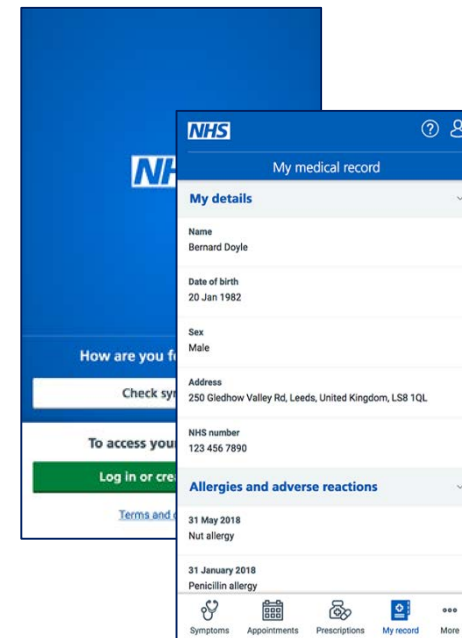 NH
How are you f
Check sy
To access you
Log in or cre
Terms and c
NHS
My medical record
My details
Name
Bernard Doyle
Date of birth
20 Jan 1982
Sex
Male
Address
250 Gledhow Valley Rd, Leeds, United Kingdom, LS8 1QL
NHS number
123 456 7890
Allergies and adverse reactions
31 May 2018
Nut allergy
31 January 2018
Penicillin allergy
Symptoms Appointments Prescriptions My record More